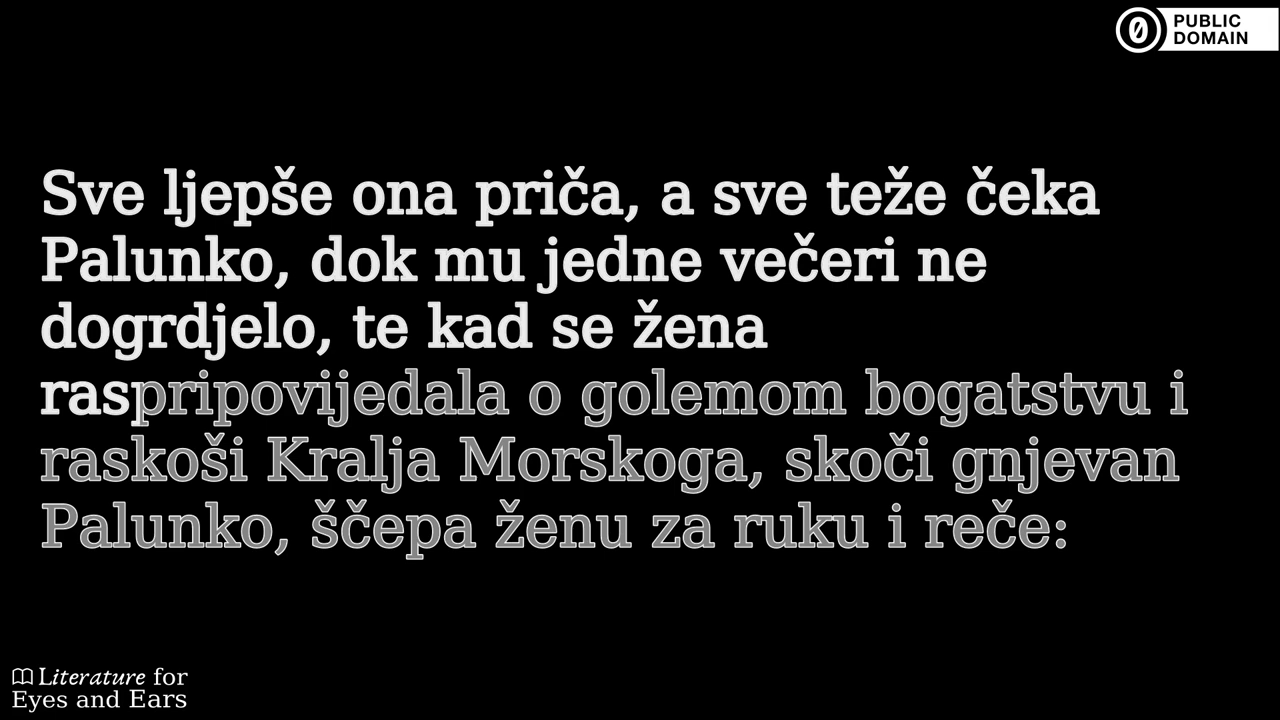 PUBLIC
DOMAIN
Sve ljepše ona priča, a sve teže čeka
Palunko, dok mu jedne večeri ne
dogrdjelo, te kad se žena
raspripovijedala o golemom bogatstvu i
raskoši Kralja Morskoga, skoči gnjevan
Palunko, ščepa ženu za ruku i reče:
Literature for
Eyes and Ears